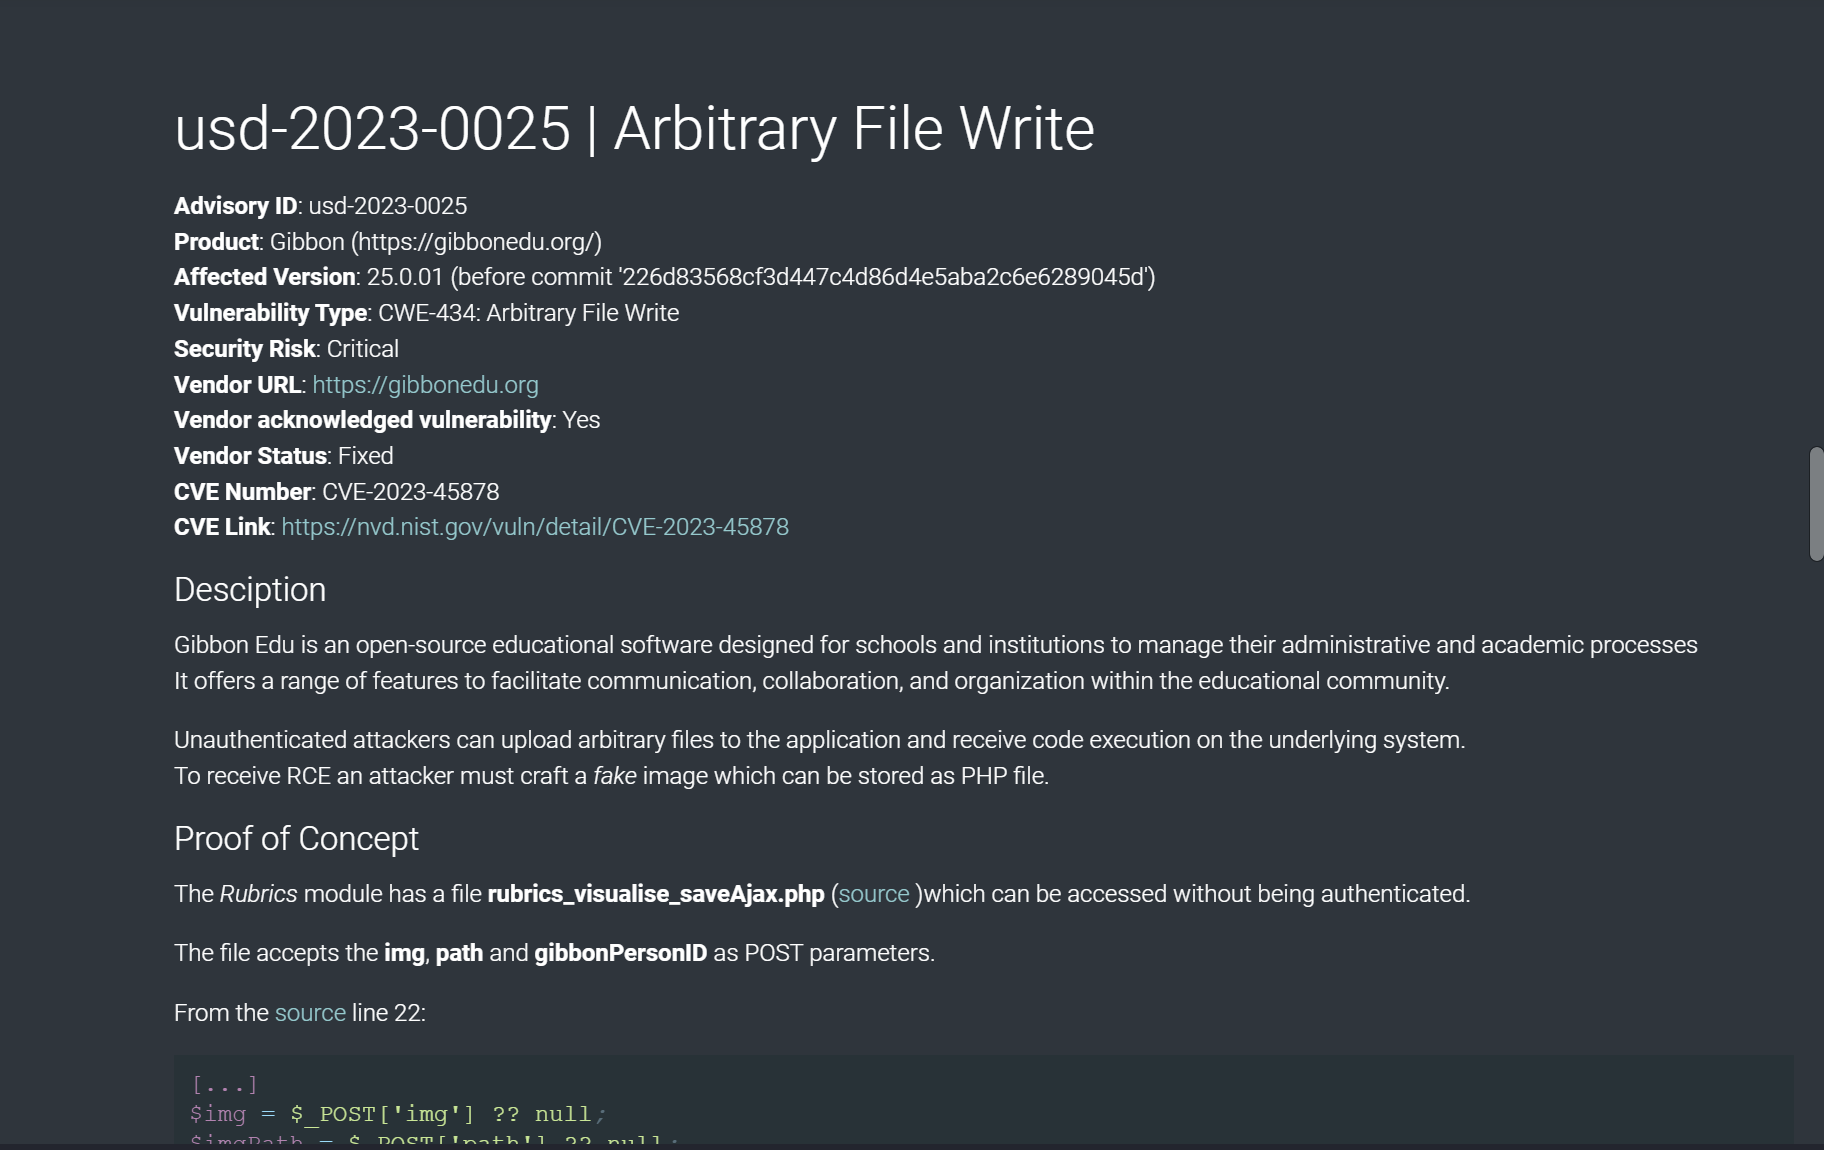 usd-2023-0025 | Arbitrary File Write
Advisory ID: usd-2023-0025
Product: Gibbon (https://gibbonedu.org/)
Affected Version: 25.0.01 (before commit '226d83568cf3d447c4d86d4e5aba2c6e6289045d')
Vulnerability Type: CWE-434: Arbitrary File Write
Security Risk: Critical
Vendor URL: https://gibbonedu.org
Vendor acknowledged vulnerability: Yes
Vendor Status: Fixed
CVE Number: CVE-2023-45878
CVE Link: https://nvd.nist.gov/vuln/detail/CVE-2023-45878
Desciption
Gibbon Edu is an open-source educational software designed for schools and institutions to manage their administrative and academic processes
It offers a range of features to facilitate communication, collaboration, and organization within the educational community.
Unauthenticated attackers can upload arbitrary files to the application and receive code execution on the underlying system.
To receive RCE an attacker must craft a fake image which can be stored as PHP file.
Proof of Concept
The Rubrics module has a file rubrics_visualise_saveAjax.php (source )which can be accessed without being authenticated.
The file accepts the img, path and gibbonPersonID as POST parameters.
From the source line 22:
[...]
$img = $_POST['img'] ?? null;
$imgPath = $_POST['path'] ?? null;